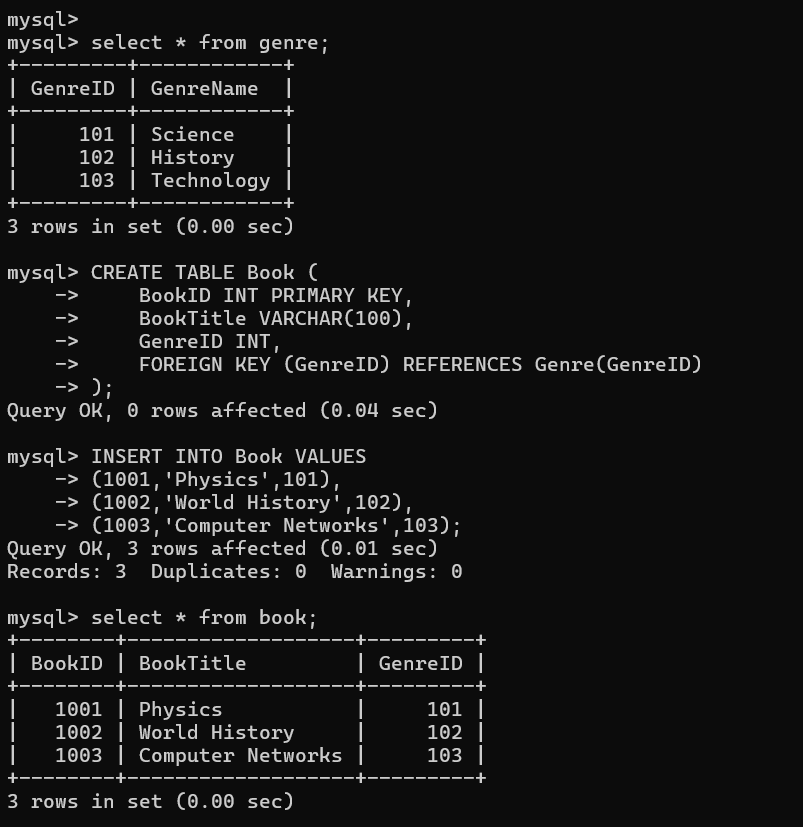 mysql>
mysql> select * from genre;
+---------+------------+
| GenreID | GenreName  |
+---------+------------+
|     101 | Science    |
|     102 | History    |
|     103 | Technology |
+---------+------------+
3 rows in set (0.00 sec)

mysql> CREATE TABLE Book (
    ->     BookID INT PRIMARY KEY,
    ->     BookTitle VARCHAR(100),
    ->     GenreID INT,
    ->     FOREIGN KEY (GenreID) REFERENCES Genre(GenreID)
    -> );
Query OK, 0 rows affected (0.04 sec)

mysql> INSERT INTO Book VALUES
    -> (1001,'Physics',101),
    -> (1002,'World History',102),
    -> (1003,'Computer Networks',103);
Query OK, 3 rows affected (0.01 sec)
Records: 3  Duplicates: 0  Warnings: 0

mysql> select * from book;
+--------+-------------------+---------+
| BookID | BookTitle         | GenreID |
+--------+-------------------+---------+
|   1001 | Physics           |     101 |
|   1002 | World History     |     102 |
|   1003 | Computer Networks |     103 |
+--------+-------------------+---------+
3 rows in set (0.00 sec)